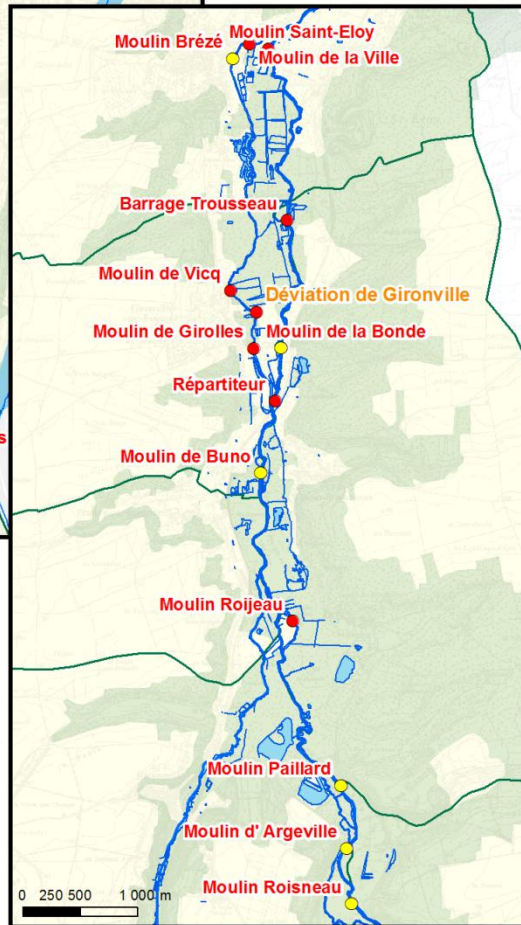 Moulin Saint-Eloy
Moulin Brézé
Moulin de la Ville
Barrage Trousseau
Moulin de Vicq
Déviation de Gironville
Moulin de Girolles
Moulin de la Bonde
Répartiteur
s
Moulin de Buno
Moulin Roijeau
Moulin Paillard
Moulin d' Argeville
Moulin Roisneau
0 250 500 1 000 m